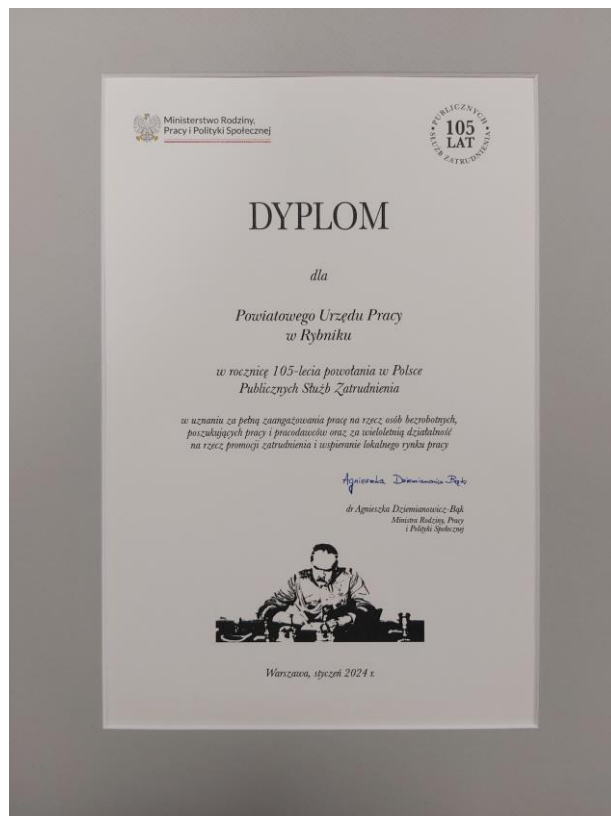 Ministerstwo Rodziny,
Pracy i Polityki Społecznej
PUBLICZNYCH
105
LAT
SŁUŻB ZATRUDNIENIA
DYPLOM
dla
Powiatowego Urzędu Pracy
w Rybniku
w rocznicę 105-lecia powołania w Polsce
Publicznych Służb Zatrudnienia
w uznaniu za pełną zaangażowania pracę na rzecz osób bezrobotnych,
poszukujących pracy i pracodawców oraz za wieloletnią działalność
na rzecz promocji zatrudnienia i wspieranie lokalnego rynku pracy
Agnieszka Dziemianowicz-Bąk
dr Agnieszka Dziemianowicz-Bąk
Ministra Rodziny, Pracy
i Polityki Społecznej
Warszawa, styczeń 2024 r.